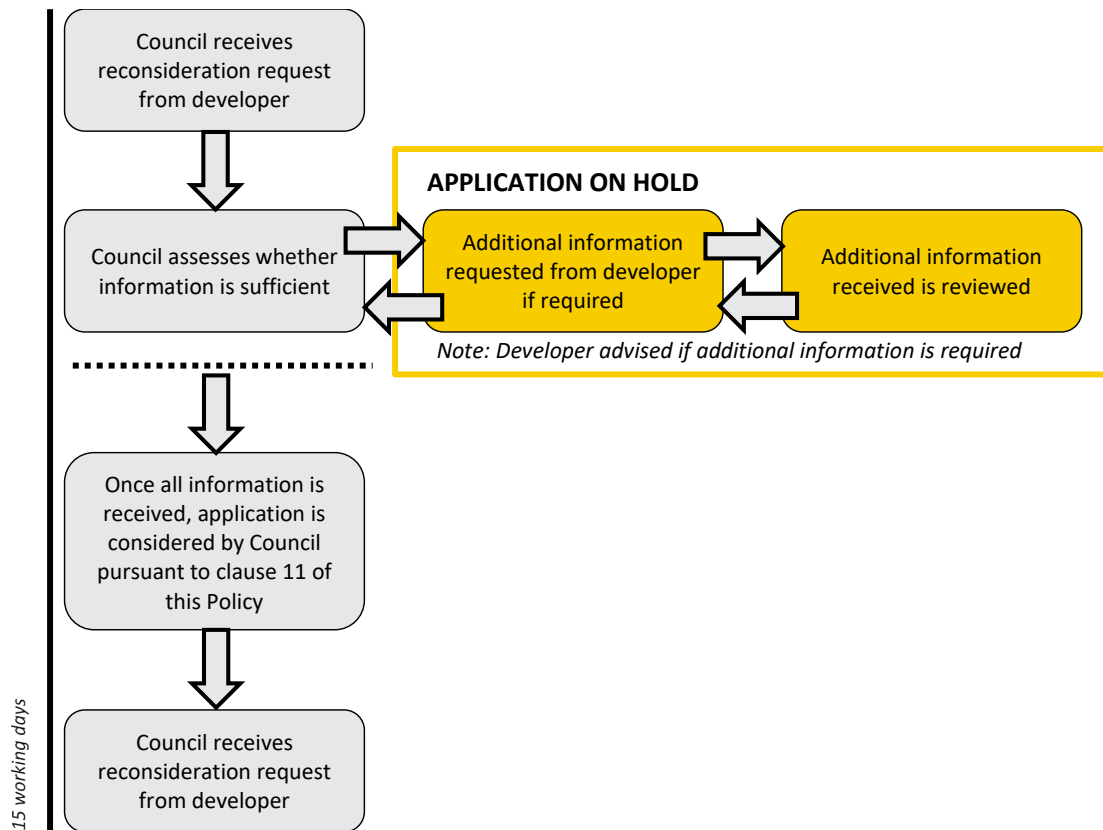 Council receives
reconsideration request
from developer
APPLICATION ON HOLD
Council assesses whether
information is sufficient
Additional information
requested from developer
if required
Additional information
received is reviewed
Note: Developer advised if additional information is required
Once all information is
received, application is
considered by Council
pursuant to clause 11 of
this Policy
Council receives
reconsideration request
from developer
15 working days